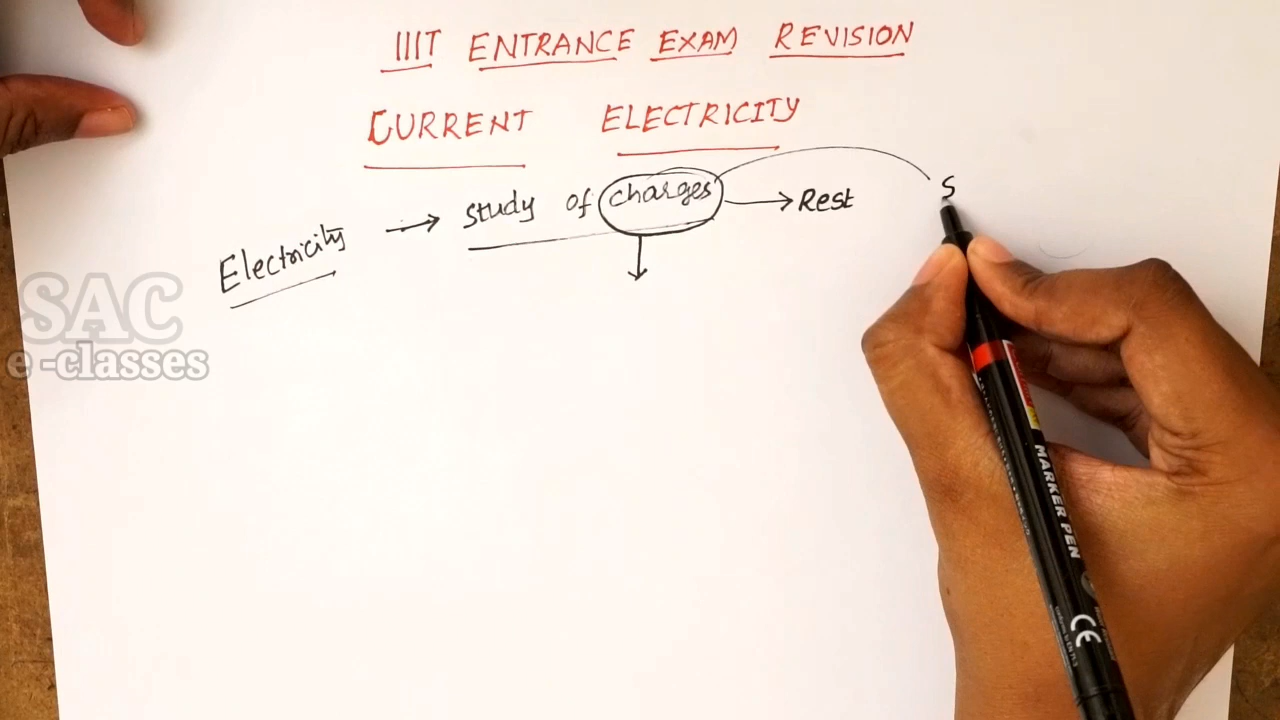 IIIT ENTRANCE EXAM REVISION
CURRENT ELECTRICITY
Electricity → study of charges → Rest S
SAC
e-classes
MARKER PEN
CE